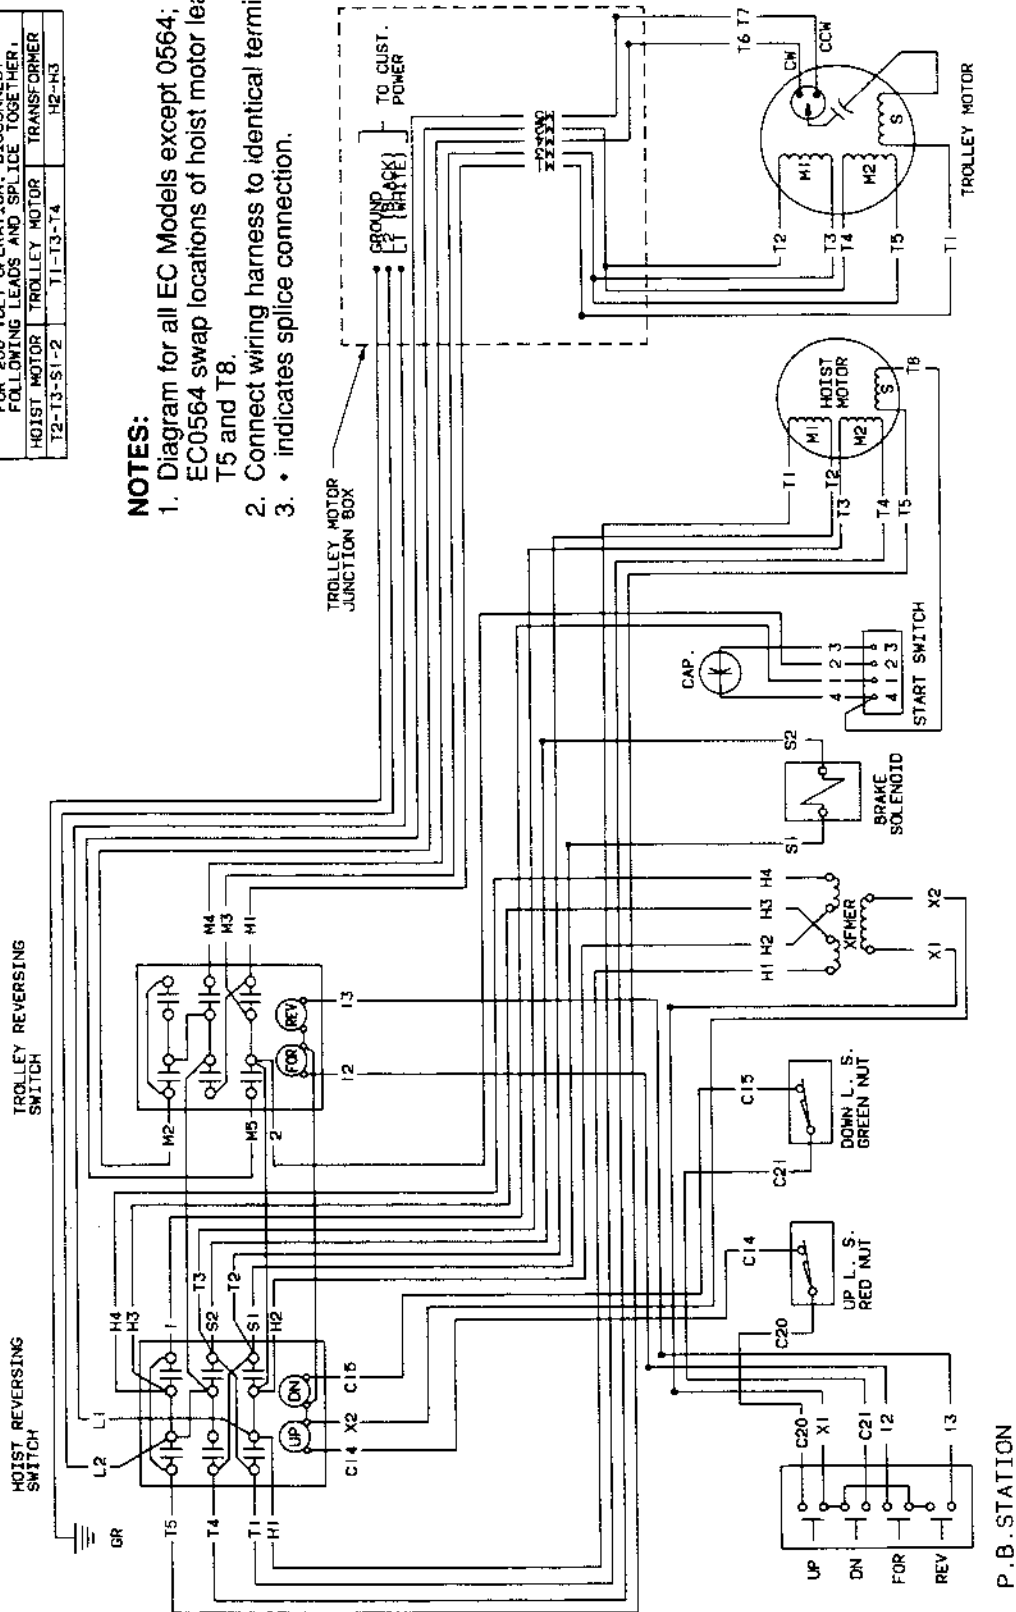 FOLLOWING LEADS AND SPLICE TOGETHER.
HOIST MOTOR TROLLEY MOTOR TRANSFORMER
T2-T3-S1-2 T1-T3-T4 H2-H3
NOTES:
1. Diagram for all EC Models except 0564;
EC0564 swap locations of hoist motor
T5 and T8.
2. Connect wiring harness to identical
3. • indicates splice connection.
TROLLEY MOTOR
JUNCTION BOX
GROUND
L2 (BLACK)
L1 (WHITE)
TO CUST.
POWER
HOIST REVERSING
SWITCH
TROLLEY REVERSING
SWITCH
GR
L2
L1
H4
H3
1
T3
S2
T2
S1
H2
T5
T4
T1
H1
UP
DN
C14
X2
C15
M2
M5
2
M4
M3
M1
FOR
REV
12
13
T6
T7
CW
CCW
M1
M2
S
T2
T3
T4
T5
T1
TROLLEY MOTOR
HOIST
MOTOR
M1
M2
S
T8
T1
T2
T3
T4
T5
CAP.
4 1 2 3
4 1 2 3
START SWITCH
S1
S2
BRAKE
SOLENOID
H1
H2
H3
H4
XFMER
X1
X2
C15
C21
DOWN L. S.
GREEN NUT
C14
C20
UP L. S.
RED NUT
C20
X1
C21
12
13
UP
DN
FOR
REV
P.B.STATION